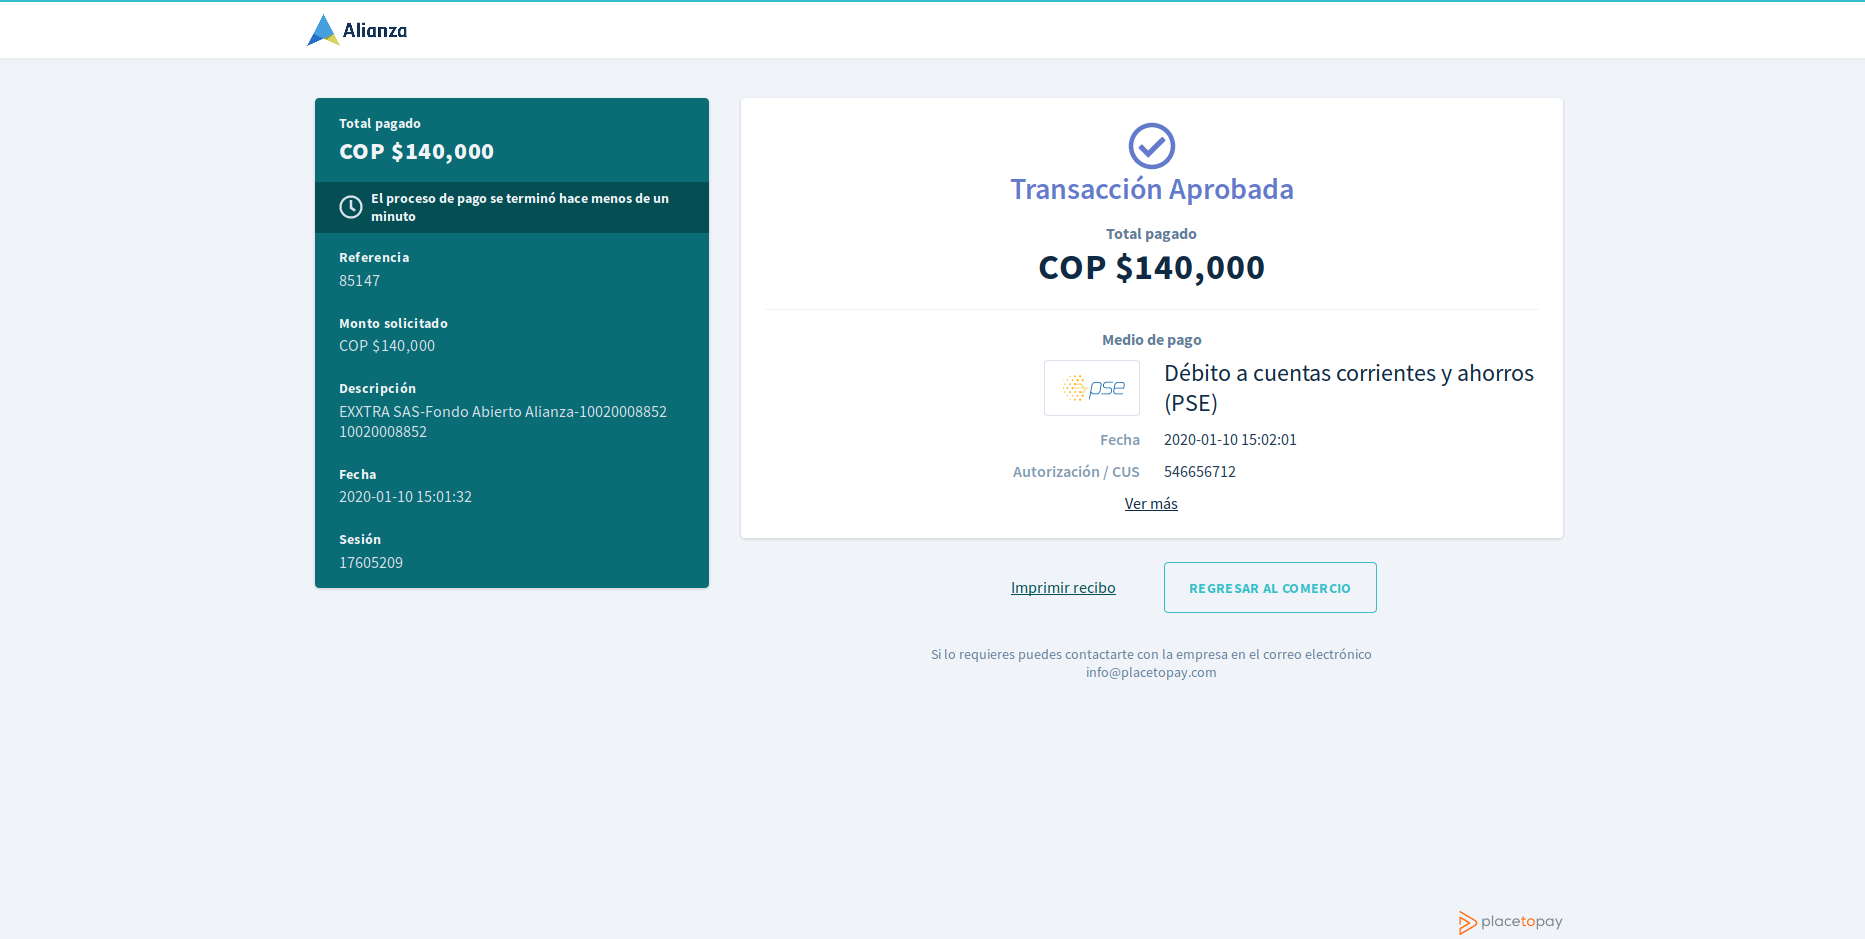 Alianza
Total pagado
COP $140,000
El proceso de pago se terminó hace menos de un
minuto
Referencia
85147
Monto solicitado
COP $140,000
Descripción
EXXTRA SAS-Fondo Abierto Alianza-10020008852
10020008852
Fecha
2020-01-10 15:01:32
Sesión
17605209
Transacción Aprobada
Total pagado
COP $140,000
Medio de pago
pse
Débito a cuentas corrientes y ahorros
(PSE)
Fecha 2020-01-10 15:02:01
Autorización / CUS 546656712
Ver más
Imprimir recibo REGRESAR AL COMERCIO
Si lo requieres puedes contactarte con la empresa en el correo electrónico
info@placetopay.com
placetopay